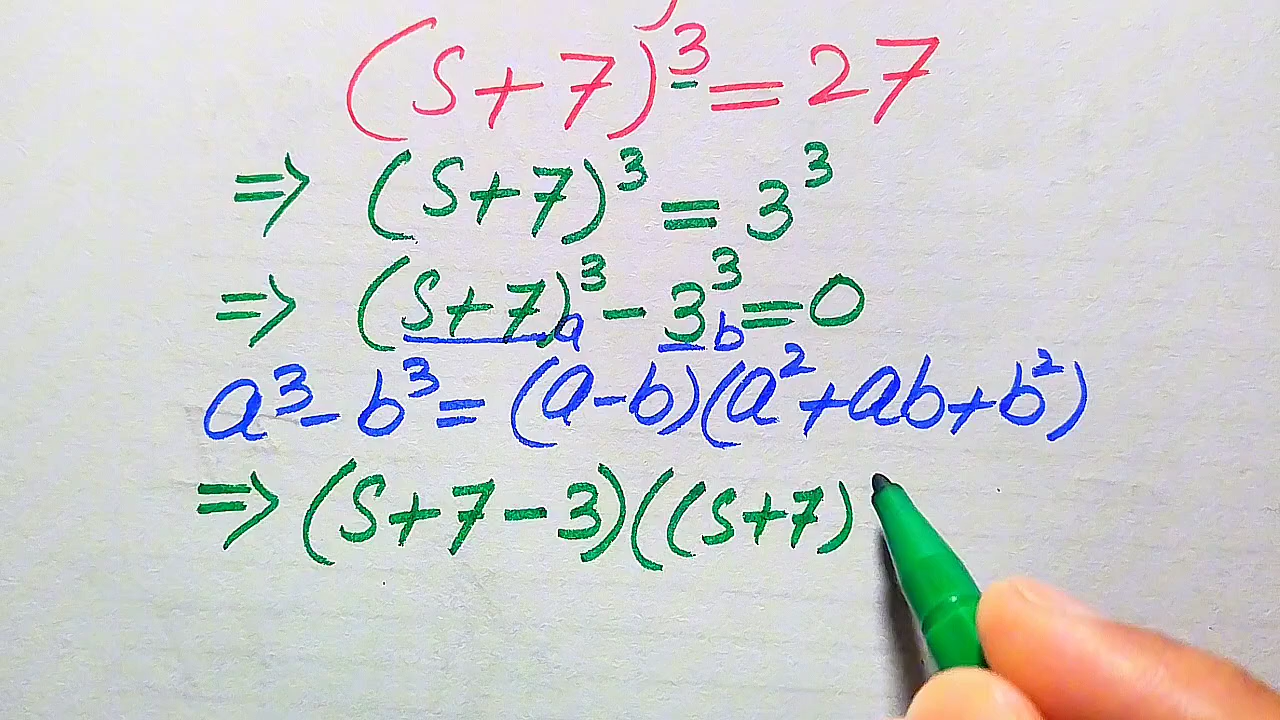 (S+7)³=27
⇒ (S+7)³ = 3³
⇒ (S+7)³ - 3³ = 0
a b
a³-b³=(a-b)(a²+ab+b²)
⇒ (S+7-3)((S+7)